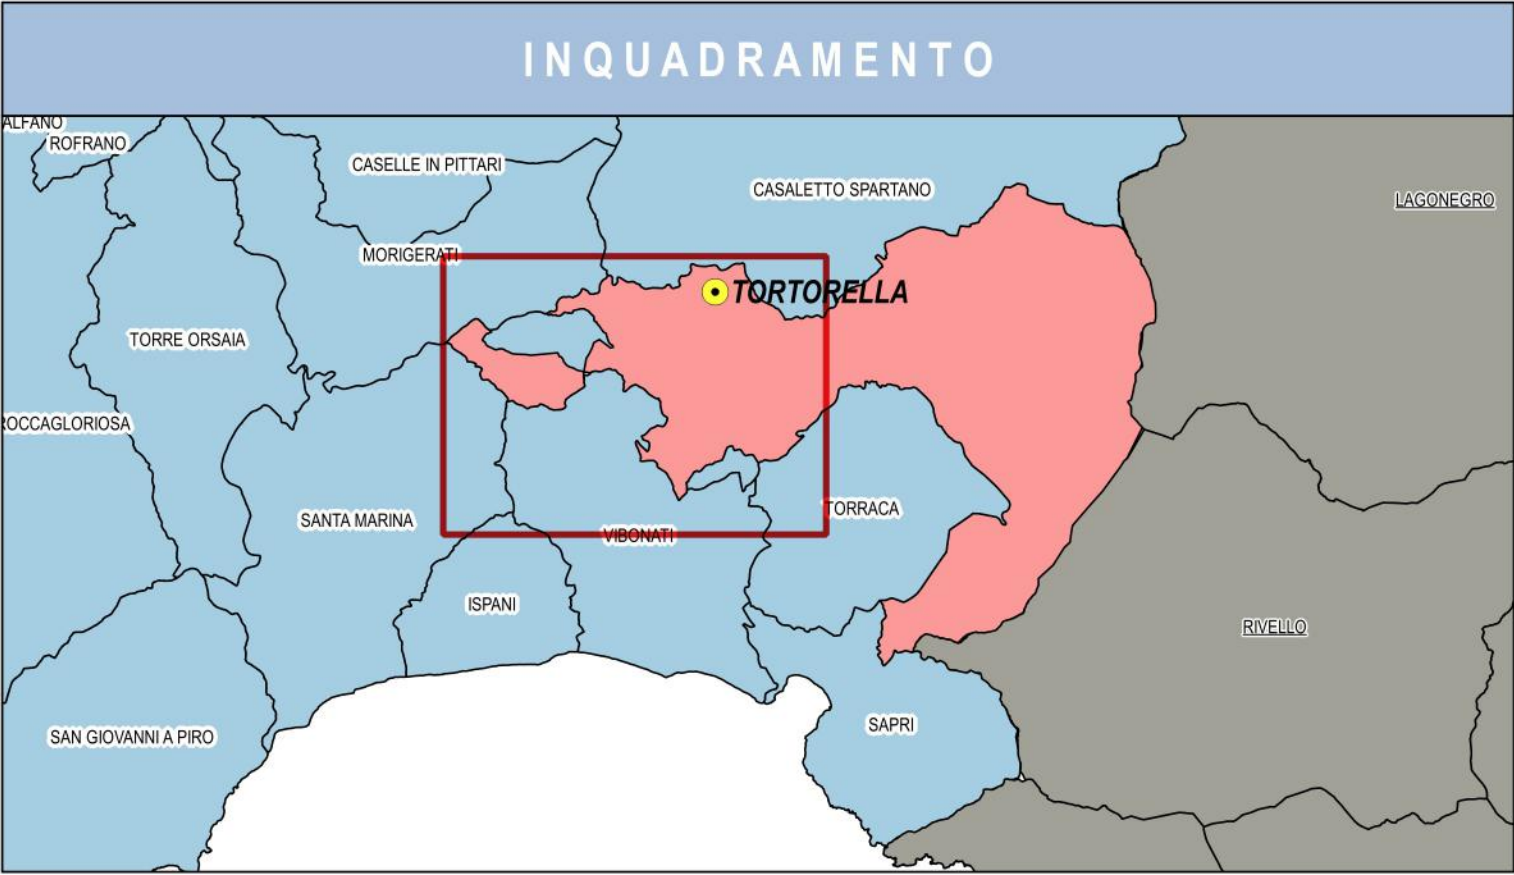 INQUADRAMENTO
ALFANO
ROFRANO
CASELLE IN PITTARI
CASALETTO SPARTANO
LAGONEGRO
MORIGERATI
TORTORELLA
TORRE ORSAIA
ROCCAGLORIOSA
TORRACA
SANTA MARINA
VIBONATI
ISPANI
RIVELLO
SAPRI
SAN GIOVANNI A PIRO